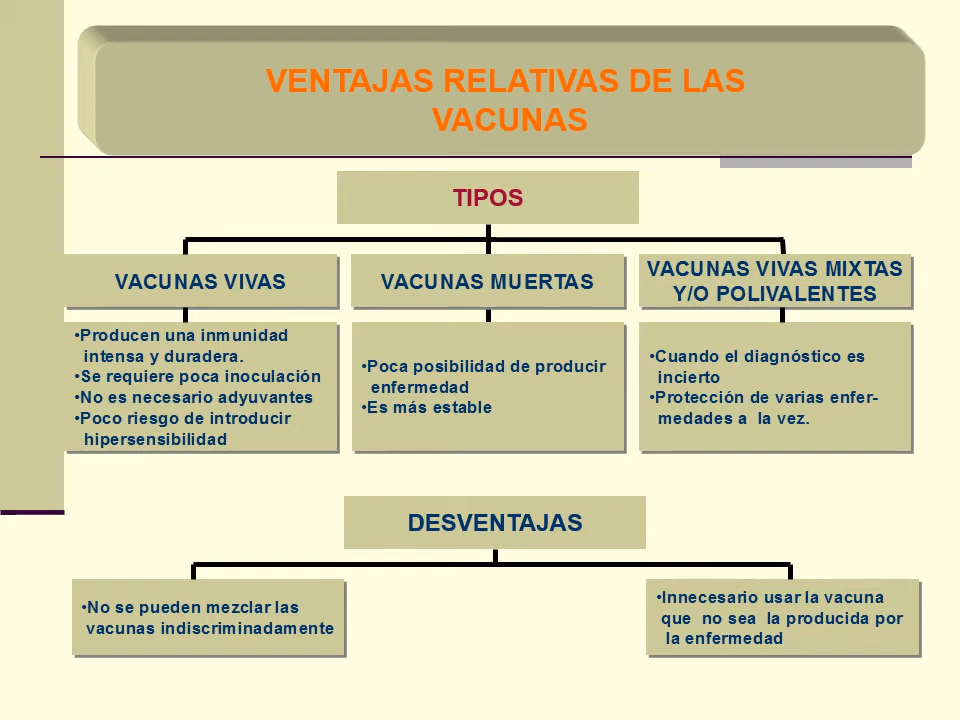 VENTAJAS RELATIVAS DE LAS
VACUNAS
TIPOS
VACUNAS VIVAS
•Producen una inmunidad
intensa y duradera.
•Se requiere poca inoculación
•No es necesario adyuvantes
•Poco riesgo de introducir
hipersensibilidad
VACUNAS MUERTAS
•Poca posibilidad de producir
enfermedad
•Es más estable
VACUNAS VIVAS MIXTAS
Y/O POLIVALENTES
•Cuando el diagnóstico es
incierto
•Protección de varias enfer-
medades a la vez.
DESVENTAJAS
•No se pueden mezclar las
vacunas indiscriminadamente
•Innecesario usar la vacuna
que no sea la producida por
la enfermedad